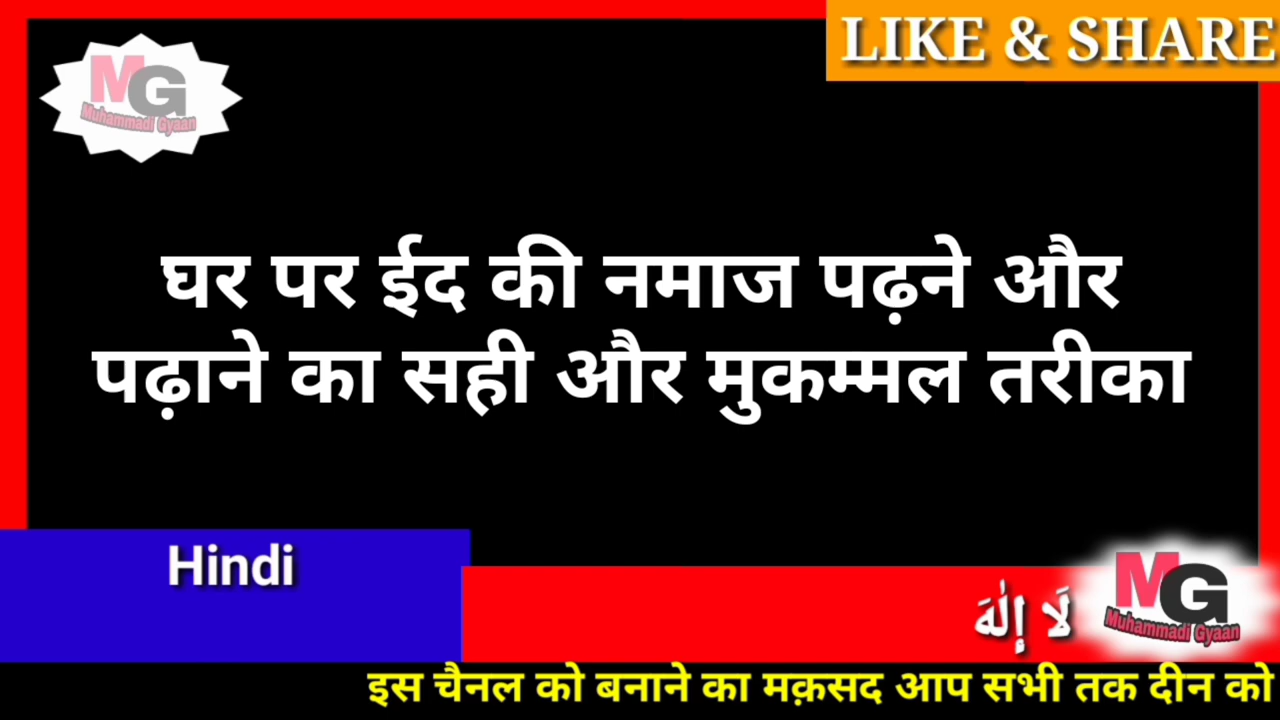 LIKE & SHARE
MG
Muhammadi Gyaan
घर पर ईद की नमाज पढ़ने और
पढ़ाने का सही और मुकम्मल तरीका
Hindi
لَا إِلٰهَ
MG
Muhammadi Gyaan
इस चैनल को बनाने का मक़सद आप सभी तक दीन को